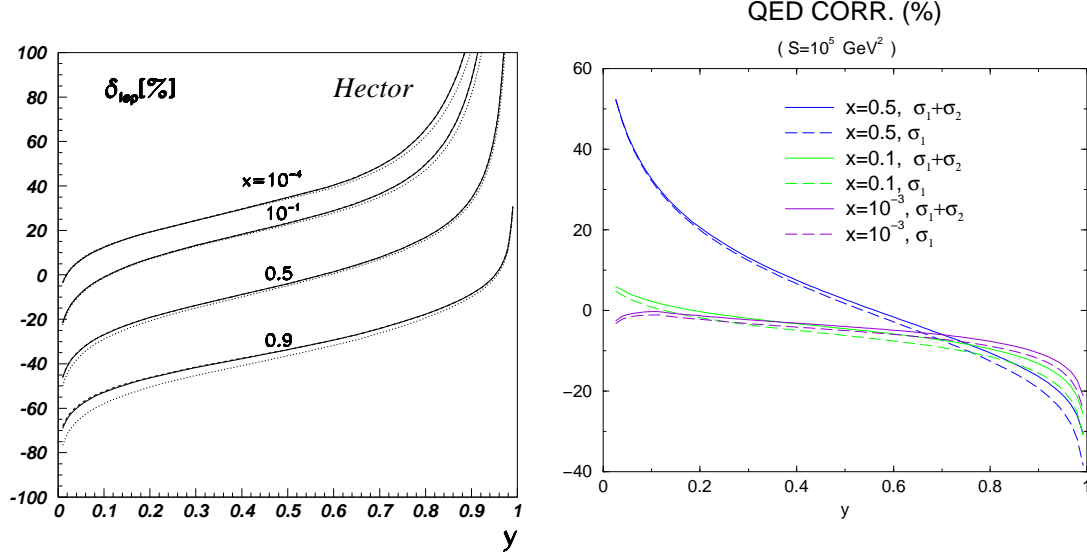 100
80
60
40
20
0
-20
-40
-60
-80
-100
δlep[%]
Hector
x=10⁻⁴
10⁻¹
0.5
0.9
0 0.1 0.2 0.3 0.4 0.5 0.6 0.7 0.8 0.9 1
y
QED CORR. (%)
( S=10⁵ GeV² )
60
40
20
0
−20
−40
x=0.5, σ₁+σ₂
x=0.5, σ₁
x=0.1, σ₁+σ₂
x=0.1, σ₁
x=10⁻³, σ₁+σ₂
x=10⁻³, σ₁
0 0.2 0.4 0.6 0.8 1
y